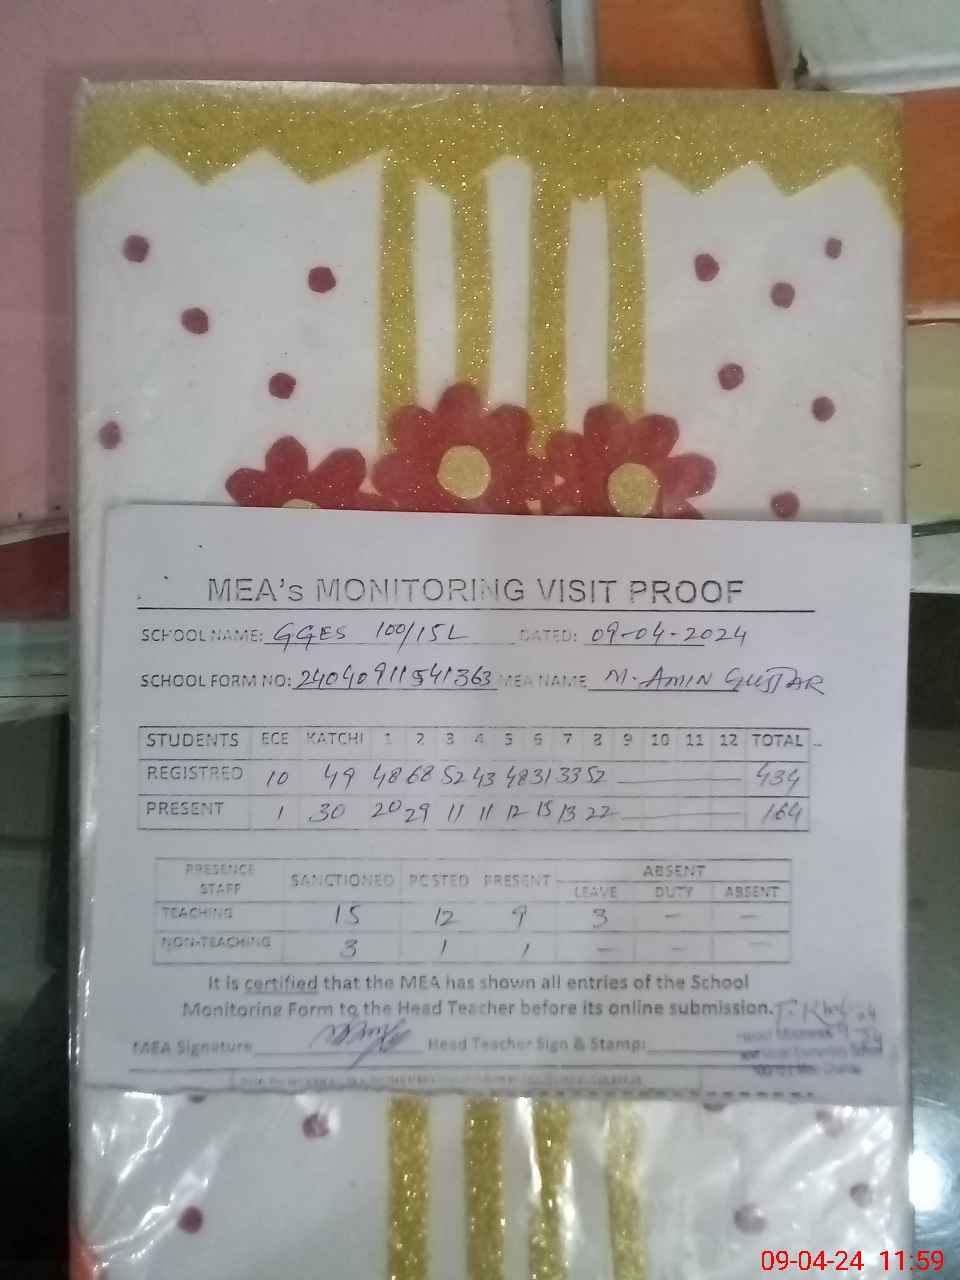 MEA's MONITORING VISIT PROOF
SCHOOL NAME: GGES 100/15L DATED: 09-04-2024
SCHOOL FORM NO: 24040911541363 MEA NAME M. AMIN GUJJAR
STUDENTS ECE KATCHI 1 2 3 4 5 6 7 8 9 10 11 12 TOTAL
REGISTRED 10 49 48 68 52 43 48 31 33 52 434
PRESENT 1 30 20 29 11 11 12 15 13 22 164
PRESENCE STAFF SANCTIONED POSTED PRESENT ABSENT
LEAVE DUTY ABSENT
TEACHING 15 12 9 3 - -
NON-TEACHING 3 1 1 - - -
It is certified that the MEA has shown all entries of the School
Monitoring Form to the Head Teacher before its online submission.
MEA Signature Head Teacher Sign & Stamp:
09-04-24 11:59